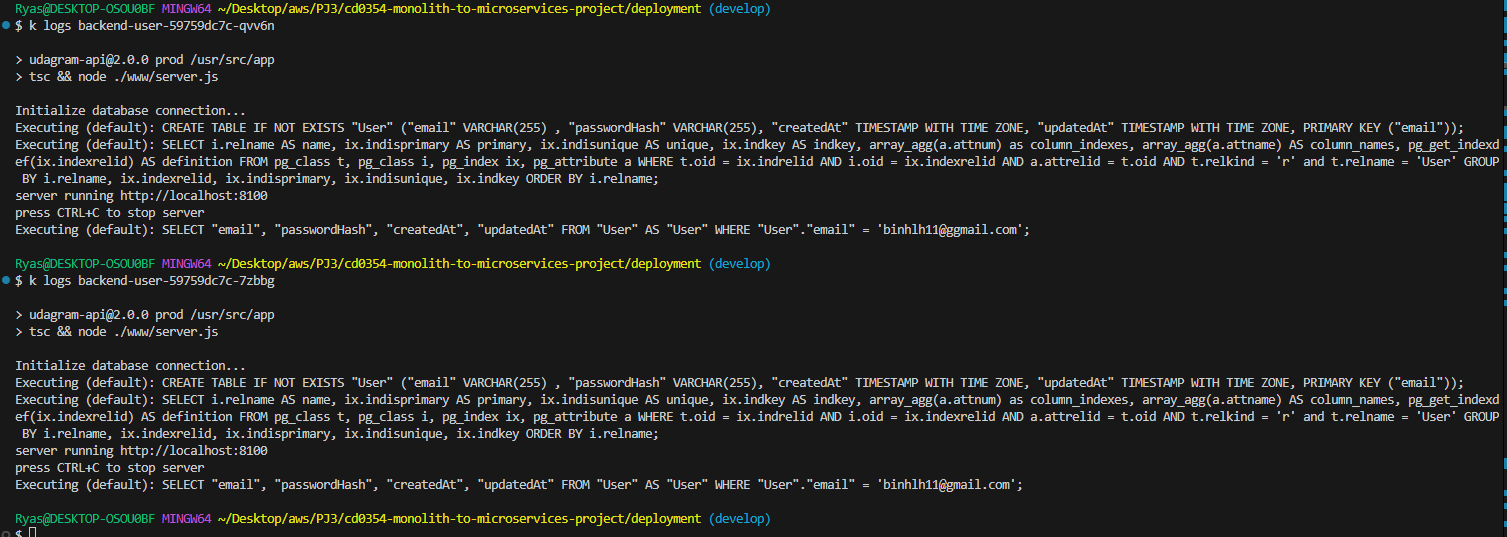 Ryas@DESKTOP-OSOU0BF MINGW64 ~/Desktop/aws/PJ3/cd0354-monolith-to-microservices-project/deployment (develop)
$ k logs backend-user-59759dc7c-qvv6n
> udagram-api@2.0.0 prod /usr/src/app
> tsc && node ./www/server.js
Initialize database connection...
Executing (default): CREATE TABLE IF NOT EXISTS "User" ("email" VARCHAR(255) , "passwordHash" VARCHAR(255), "createdAt" TIMESTAMP WITH TIME ZONE, "updatedAt" TIMESTAMP WITH TIME ZONE, PRIMARY KEY ("email"));
Executing (default): SELECT i.relname AS name, ix.indisprimary AS primary, ix.indisunique AS unique, ix.indkey AS indkey, array_agg(a.attnum) as column_indexes, array_agg(a.attname) AS column_names, pg_get_indexd
ef(ix.indexrelid) AS definition FROM pg_class t, pg_class i, pg_index ix, pg_attribute a WHERE t.oid = ix.indrelid AND i.oid = ix.indexrelid AND a.attrelid = t.oid AND t.relkind = 'r' and t.relname = 'User' GROUP
BY i.relname, ix.indexrelid, ix.indisprimary, ix.indisunique, ix.indkey ORDER BY i.relname;
server running http://localhost:8100
press CTRL+C to stop server
Executing (default): SELECT "email", "passwordHash", "createdAt", "updatedAt" FROM "User" AS "User" WHERE "User"."email" = 'binhlh11@ggmail.com';
Ryas@DESKTOP-OSOU0BF MINGW64 ~/Desktop/aws/PJ3/cd0354-monolith-to-microservices-project/deployment (develop)
$ k logs backend-user-59759dc7c-7zbbg
> udagram-api@2.0.0 prod /usr/src/app
> tsc && node ./www/server.js
Initialize database connection...
Executing (default): CREATE TABLE IF NOT EXISTS "User" ("email" VARCHAR(255) , "passwordHash" VARCHAR(255), "createdAt" TIMESTAMP WITH TIME ZONE, "updatedAt" TIMESTAMP WITH TIME ZONE, PRIMARY KEY ("email"));
Executing (default): SELECT i.relname AS name, ix.indisprimary AS primary, ix.indisunique AS unique, ix.indkey AS indkey, array_agg(a.attnum) as column_indexes, array_agg(a.attname) AS column_names, pg_get_indexd
ef(ix.indexrelid) AS definition FROM pg_class t, pg_class i, pg_index ix, pg_attribute a WHERE t.oid = ix.indrelid AND i.oid = ix.indexrelid AND a.attrelid = t.oid AND t.relkind = 'r' and t.relname = 'User' GROUP
BY i.relname, ix.indexrelid, ix.indisprimary, ix.indisunique, ix.indkey ORDER BY i.relname;
server running http://localhost:8100
press CTRL+C to stop server
Executing (default): SELECT "email", "passwordHash", "createdAt", "updatedAt" FROM "User" AS "User" WHERE "User"."email" = 'binhlh11@gmail.com';
Ryas@DESKTOP-OSOU0BF MINGW64 ~/Desktop/aws/PJ3/cd0354-monolith-to-microservices-project/deployment (develop)
$